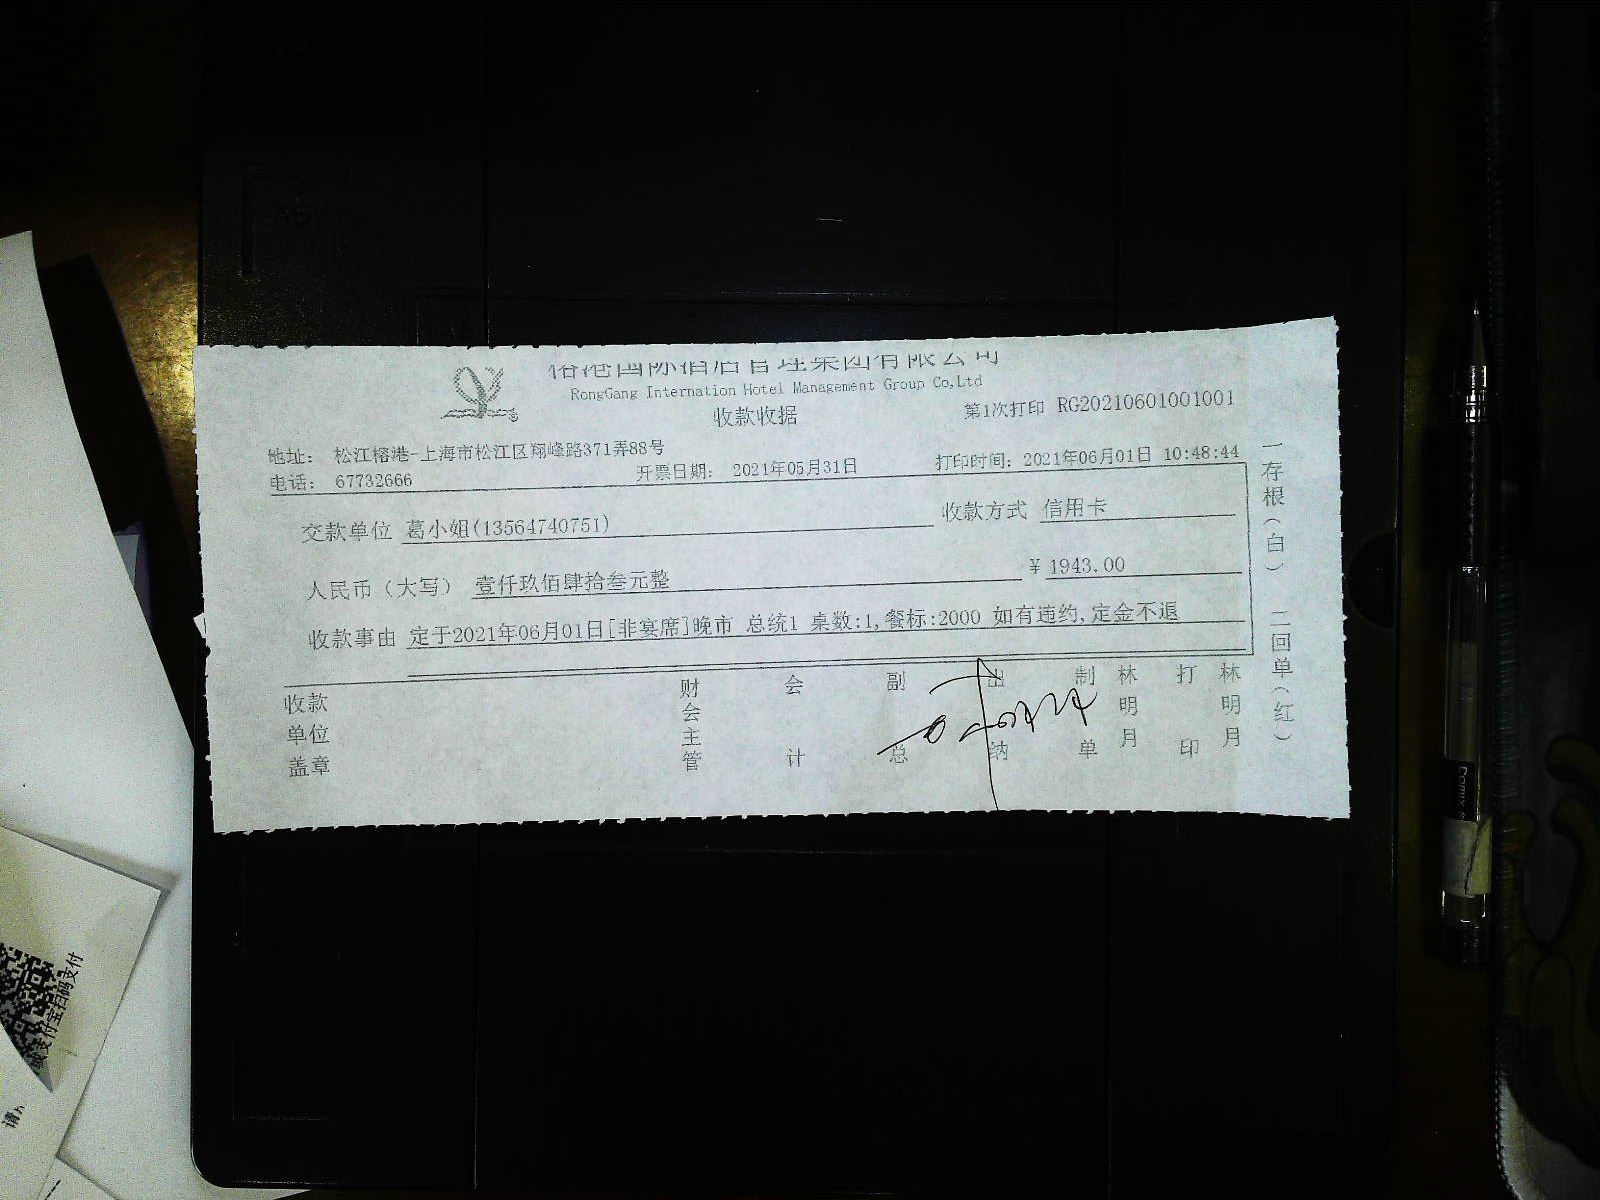 榕港国际酒店管理集团有限公司
RongGang Internation Hotel Management Group Co,Ltd
收款收据
第1次打印 RG20210601001001
地址： 松江榕港-上海市松江区翔峰路371弄88号
电话： 67732666
开票日期： 2021年05月31日
打印时间: 2021年06月01日 10:48:44
交款单位 葛小姐(13564740751)
收款方式 信用卡
人民币（大写） 壹仟玖佰肆拾叁元整
￥1943.00
收款事由 定于2021年06月01日[非宴席]晚市 总统1 桌数:1,餐标:2000 如有违约,定金不退
收款单位盖章
财会主管
会计
副总
出纳
制单
林明月
打印
林明月
一存根（白） 二回单（红）
支付宝扫码支付
请